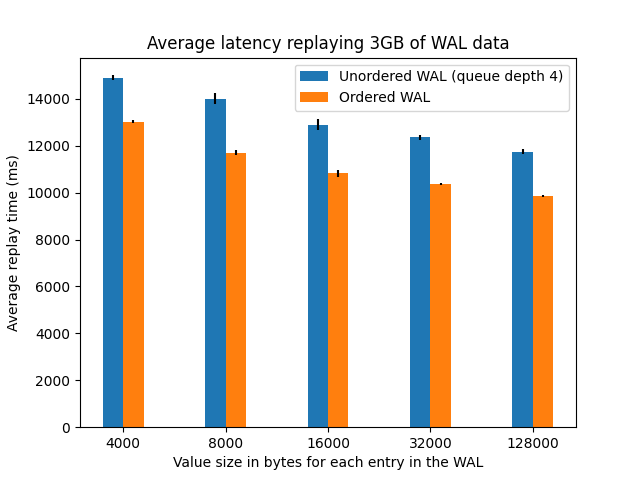 Average latency replaying 3GB of WAL data
Unordered WAL (queue depth 4)
Ordered WAL
Average replay time (ms)
14000
12000
10000
8000
6000
4000
2000
0
4000 8000 16000 32000 128000
Value size in bytes for each entry in the WAL